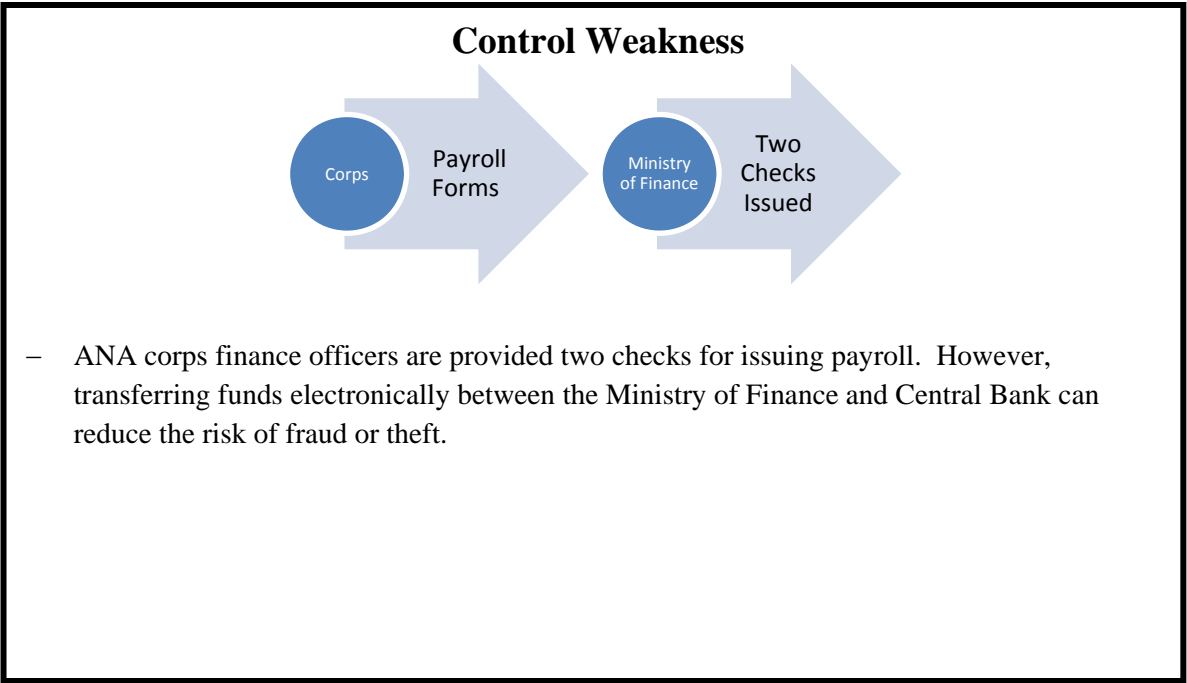 Control Weakness
Corps
Payroll
Forms
Ministry
of Finance
Two
Checks
Issued
– ANA corps finance officers are provided two checks for issuing payroll.  However,
transferring funds electronically between the Ministry of Finance and Central Bank can
reduce the risk of fraud or theft.